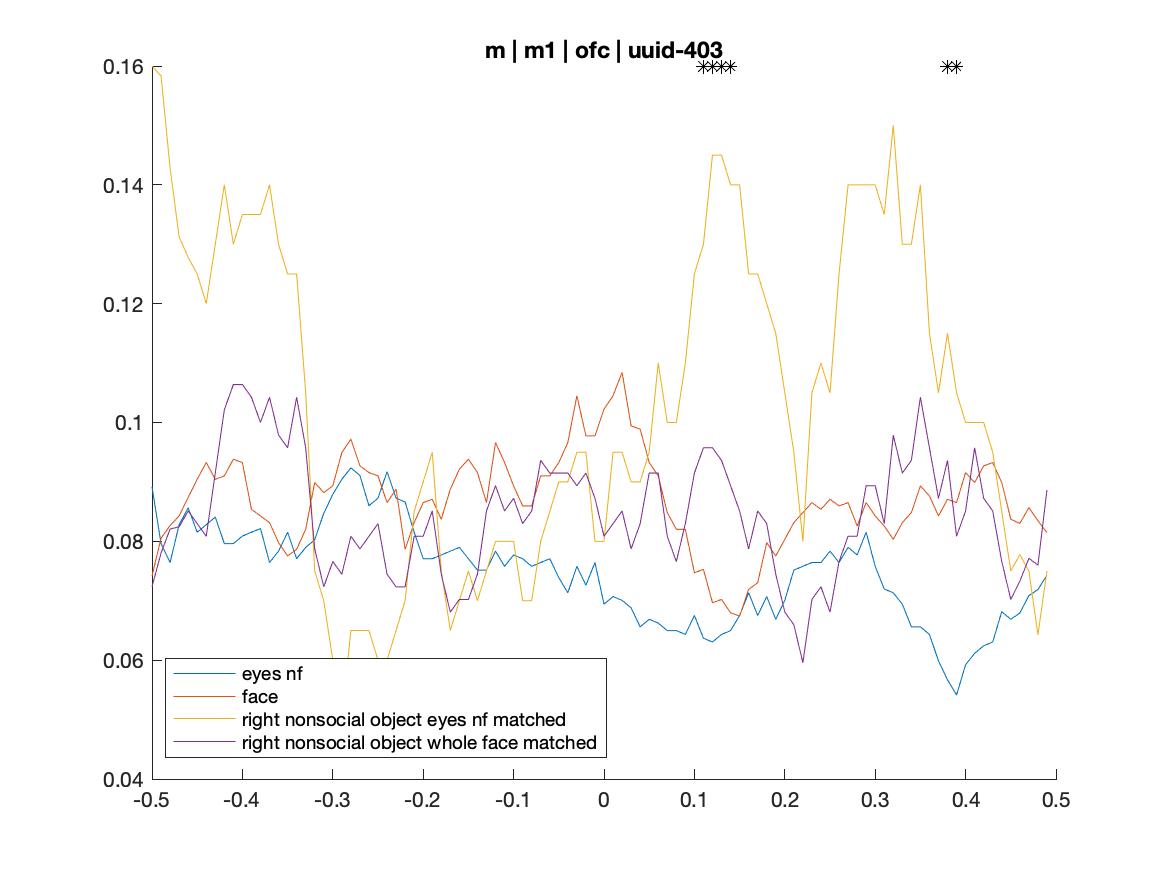 m | m1 | ofc | uuid-403
0.16
0.14
0.12
0.1
0.08
0.06
0.04
eyes nf
face
right nonsocial object eyes nf matched
right nonsocial object whole face matched
-0.5 -0.4 -0.3 -0.2 -0.1 0 0.1 0.2 0.3 0.4 0.5